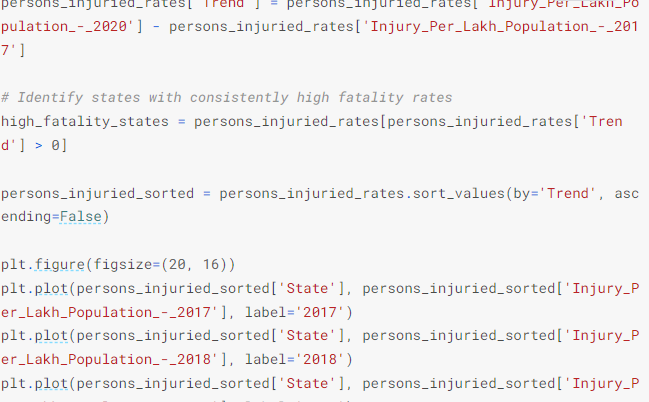 persons_injuried_rates['Trend'] = persons_injuried_rates['Injury_Per_Lakh_Po
pulation_-_2020'] - persons_injuried_rates['Injury_Per_Lakh_Population_-_201
7']
# Identify states with consistently high fatality rates
high_fatality_states = persons_injuried_rates[persons_injuried_rates['Tren
d'] > 0]
persons_injuried_sorted = persons_injuried_rates.sort_values(by='Trend', asc
ending=False)
plt.figure(figsize=(20, 16))
plt.plot(persons_injuried_sorted['State'], persons_injuried_sorted['Injury_P
er_Lakh_Population_-_2017'], label='2017')
plt.plot(persons_injuried_sorted['State'], persons_injuried_sorted['Injury_P
er_Lakh_Population_-_2018'], label='2018')
plt.plot(persons_injuried_sorted['State'], persons_injuried_sorted['Injury_P